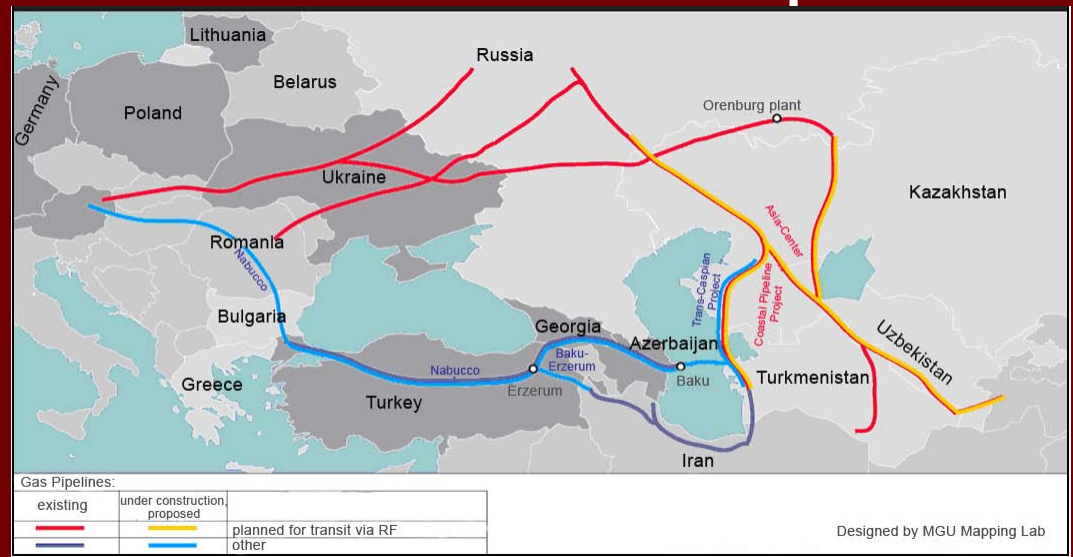 Lithuania
Russia
Belarus
Germany
Poland
Orenburg plant
Ukraine
Kazakhstan
Asia-Center
Romania
Nabucco
Trans-Caspian
Project
Coastal Pipeline
Project
Bulgaria
Georgia
Azerbaijan
Uzbekistan
Baku-
Erzerum
Nabucco
Greece
Erzerum
Baku
Turkmenistan
Turkey
Iran
Gas Pipelines:
existing
under construction,
proposed
planned for transit via RF
other
Designed by MGU Mapping Lab